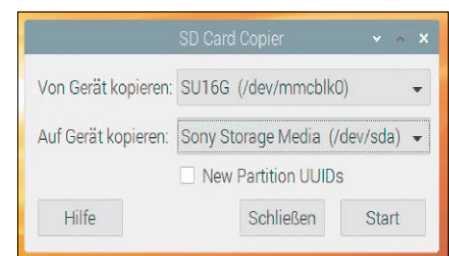 SD Card Copier
Von Gerät kopieren: SU16G (/dev/mmcblk0)
Auf Gerät kopieren: Sony Storage Media (/dev/sda)
New Partition UUIDs
Hilfe Schließen Start